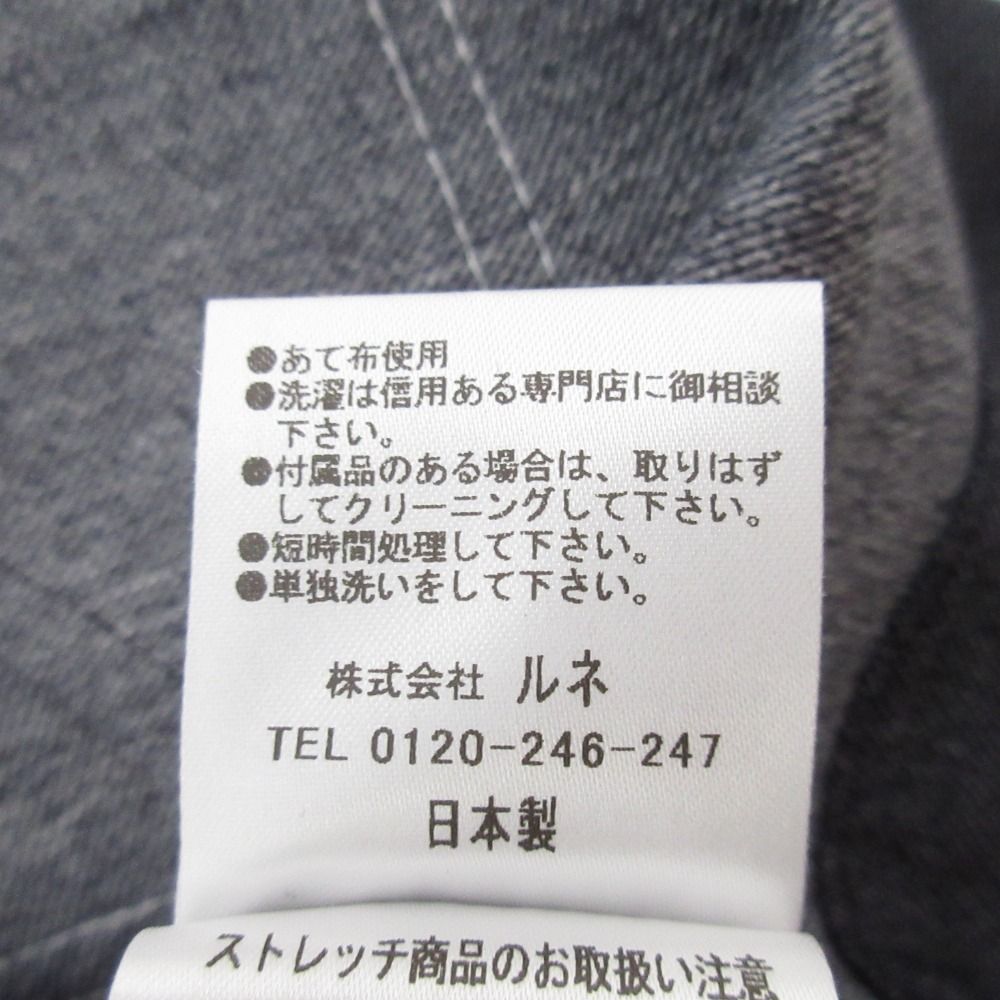 ●あて布使用
●洗濯は信用ある専門店に御相談
下さい。
●付属品のある場合は、取りはず
してクリーニングして下さい。
●短時間処理して下さい。
●単独洗いをして下さい。
株式会社 ルネ
TEL 0120-246-247
日本製
ストレッチ商品のお取扱い注意